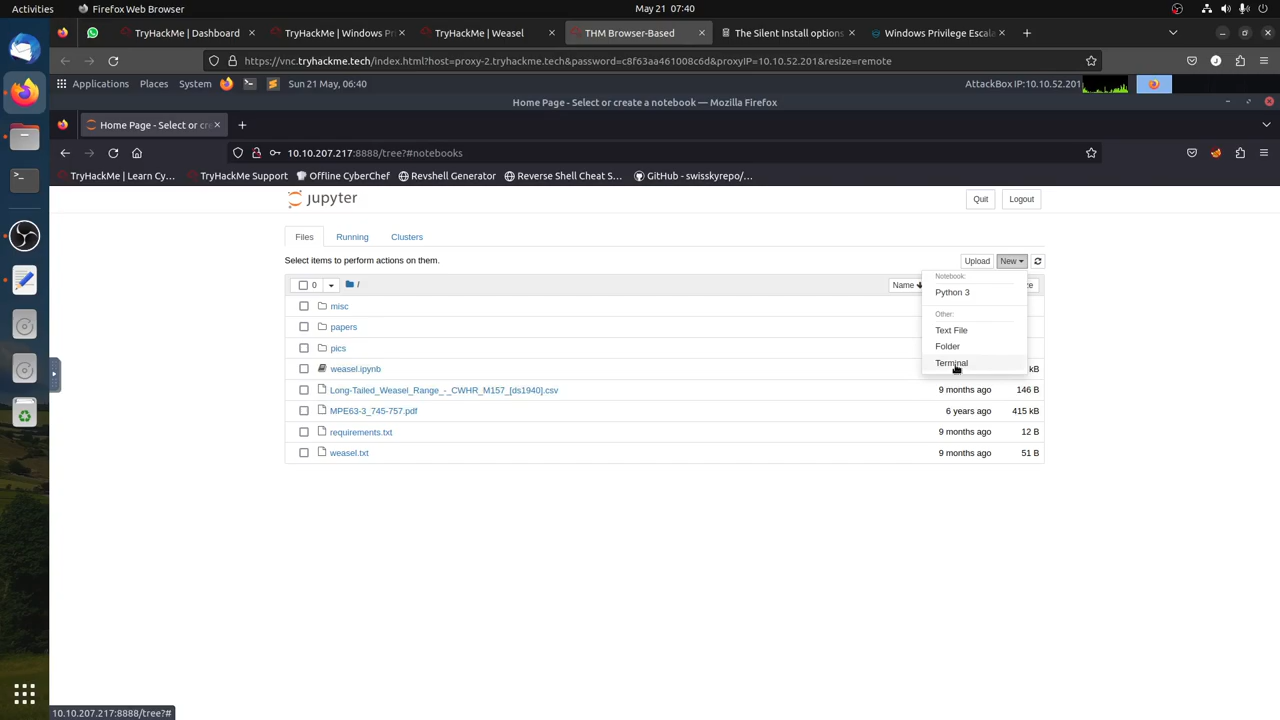 Activities Firefox Web Browser May 21 07:40
TryHackMe | Dashboard TryHackMe | Windows Pri TryHackMe | Weasel THM Browser-Based The Silent Install options Windows Privilege Escala
https://vnc.tryhackme.tech/index.html?host=proxy-2.tryhackme.tech&password=c8f63aa461008c6d&proxyIP=10.10.52.201&resize=remote
Applications Places System Sun 21 May, 06:40 AttackBox IP:10.10.52.201
Home Page - Select or create a notebook — Mozilla Firefox
Home Page - Select or cre
10.10.207.217:8888/tree?#notebooks
TryHackMe | Learn Cy... TryHackMe Support Offline CyberChef Revshell Generator Reverse Shell Cheat S... GitHub - swisskyrepo/...
jupyter Quit Logout
Files Running Clusters
Select items to perform actions on them. Upload New
0 / Name
Notebook:
Python 3
Other:
Text File
Folder
Terminal
misc
papers
pics
weasel.ipynb kB
Long-Tailed_Weasel_Range_-_CWHR_M157_[ds1940].csv 9 months ago 146 B
MPE63-3_745-757.pdf 6 years ago 415 kB
requirements.txt 9 months ago 12 B
weasel.txt 9 months ago 51 B
10.10.207.217:8888/tree?#